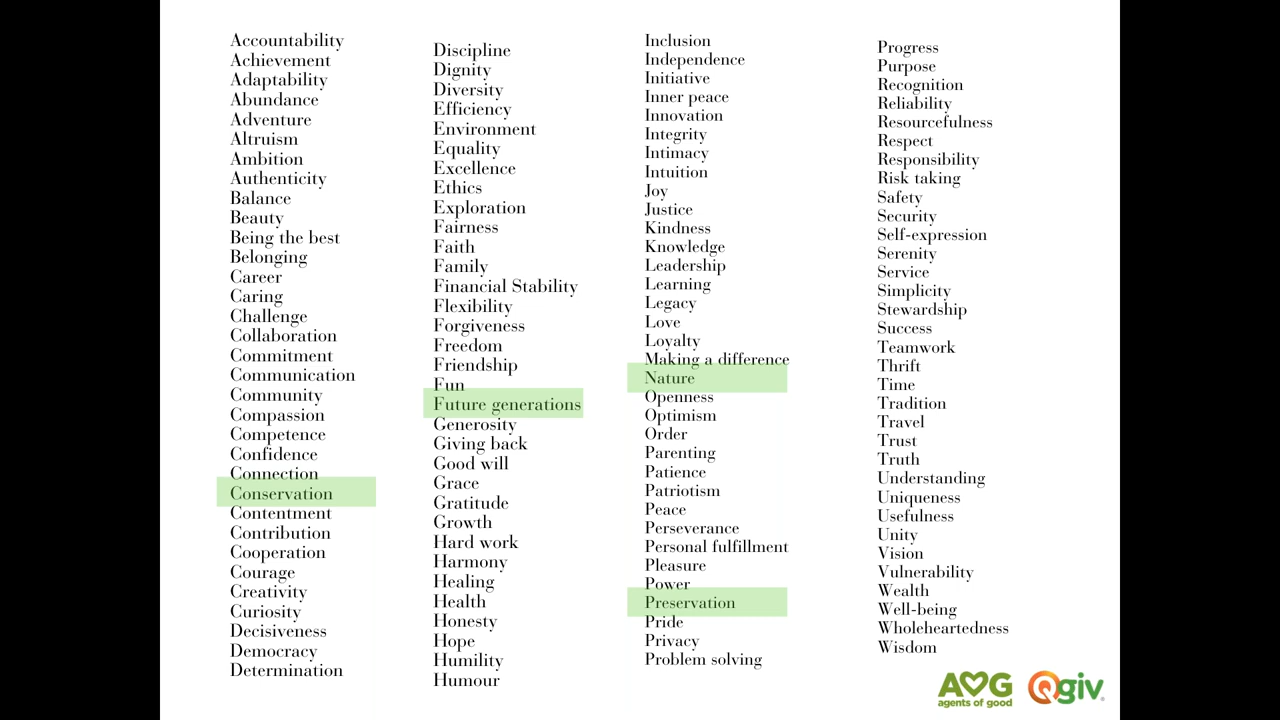 Accountability
Achievement
Adaptability
Abundance
Adventure
Altruism
Ambition
Authenticity
Balance
Beauty
Being the best
Belonging
Career
Caring
Challenge
Collaboration
Commitment
Communication
Community
Compassion
Competence
Confidence
Connection
Conservation
Contentment
Contribution
Cooperation
Courage
Creativity
Curiosity
Decisiveness
Democracy
Determination
Discipline
Dignity
Diversity
Efficiency
Environment
Equality
Excellence
Ethics
Exploration
Fairness
Faith
Family
Financial Stability
Flexibility
Forgiveness
Freedom
Friendship
Fun
Future generations
Generosity
Giving back
Good will
Grace
Gratitude
Growth
Hard work
Harmony
Healing
Health
Honesty
Hope
Humility
Humour
Inclusion
Independence
Initiative
Inner peace
Innovation
Integrity
Intimacy
Intuition
Joy
Justice
Kindness
Knowledge
Leadership
Learning
Legacy
Love
Loyalty
Making a difference
Nature
Openness
Optimism
Order
Parenting
Patience
Patriotism
Peace
Perseverance
Personal fulfillment
Pleasure
Power
Preservation
Pride
Privacy
Problem solving
Progress
Purpose
Recognition
Reliability
Resourcefulness
Respect
Responsibility
Risk taking
Safety
Security
Self-expression
Serenity
Service
Simplicity
Stewardship
Success
Teamwork
Thrift
Time
Tradition
Travel
Trust
Truth
Understanding
Uniqueness
Usefulness
Unity
Vision
Vulnerability
Wealth
Well-being
Wholeheartedness
Wisdom
AOG
agents of good
Qgiv